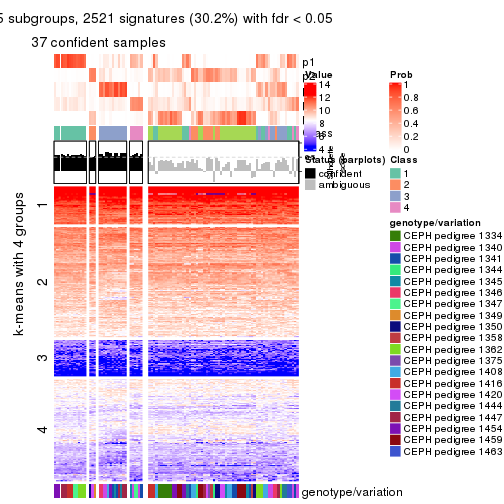 5 subgroups, 2521 signatures (30.2%) with fdr < 0.05
37 confident samples
p1
Value
14
12
10
8
6
4
Prob
1
0.8
0.6
0.4
0.2
0
Status (barplots)
confident
ambiguous
Class
1
2
3
4
genotype/variation
CEPH pedigree 1334
CEPH pedigree 1340
CEPH pedigree 1341
CEPH pedigree 1344
CEPH pedigree 1345
CEPH pedigree 1346
CEPH pedigree 1347
CEPH pedigree 1349
CEPH pedigree 1350
CEPH pedigree 1358
CEPH pedigree 1362
CEPH pedigree 1375
CEPH pedigree 1408
CEPH pedigree 1416
CEPH pedigree 1420
CEPH pedigree 1444
CEPH pedigree 1447
CEPH pedigree 1454
CEPH pedigree 1459
CEPH pedigree 1463
k-means with 4 groups
1
2
3
4
genotype/variation